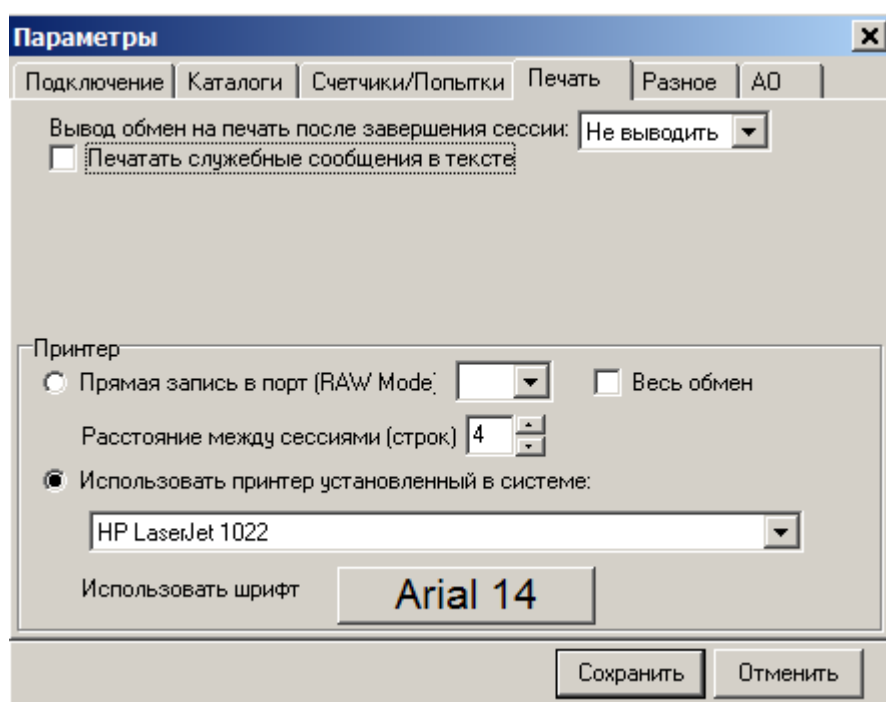 Параметры
Подключение Каталоги Счетчики/Попытки Печать Разное АО
Вывод обмен на печать после завершения сессии: Не выводить
Печатать служебные сообщения в тексте
Принтер
Прямая запись в порт (RAW Mode) Весь обмен
Расстояние между сессиями (строк) 4
Использовать принтер установленный в системе:
HP LaserJet 1022
Использовать шрифт Arial 14
Сохранить Отменить